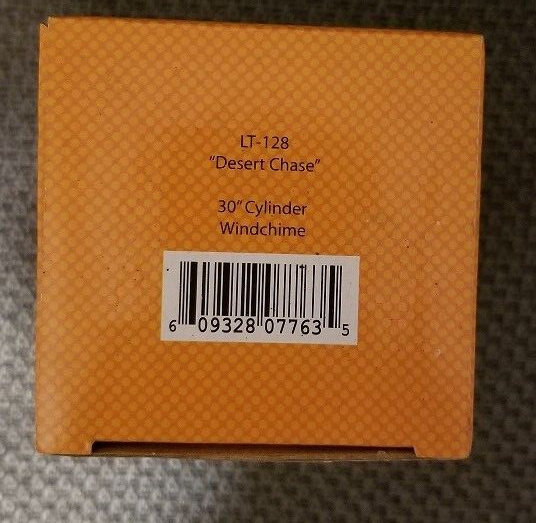 LT-128
"Desert Chase"
30" Cylinder
Windchime
6 09328 07763 5